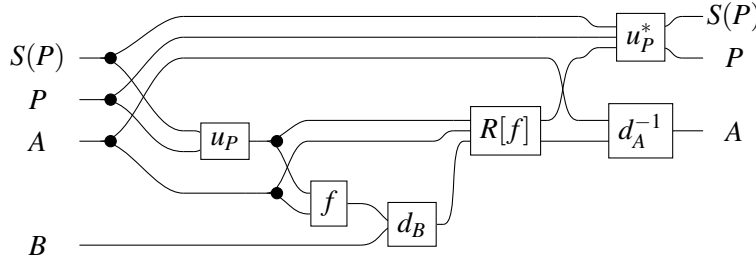 S(P)
S(P) u_P^*
P
P
A u_P R[f] d_A^{-1} A
f
d_B
B